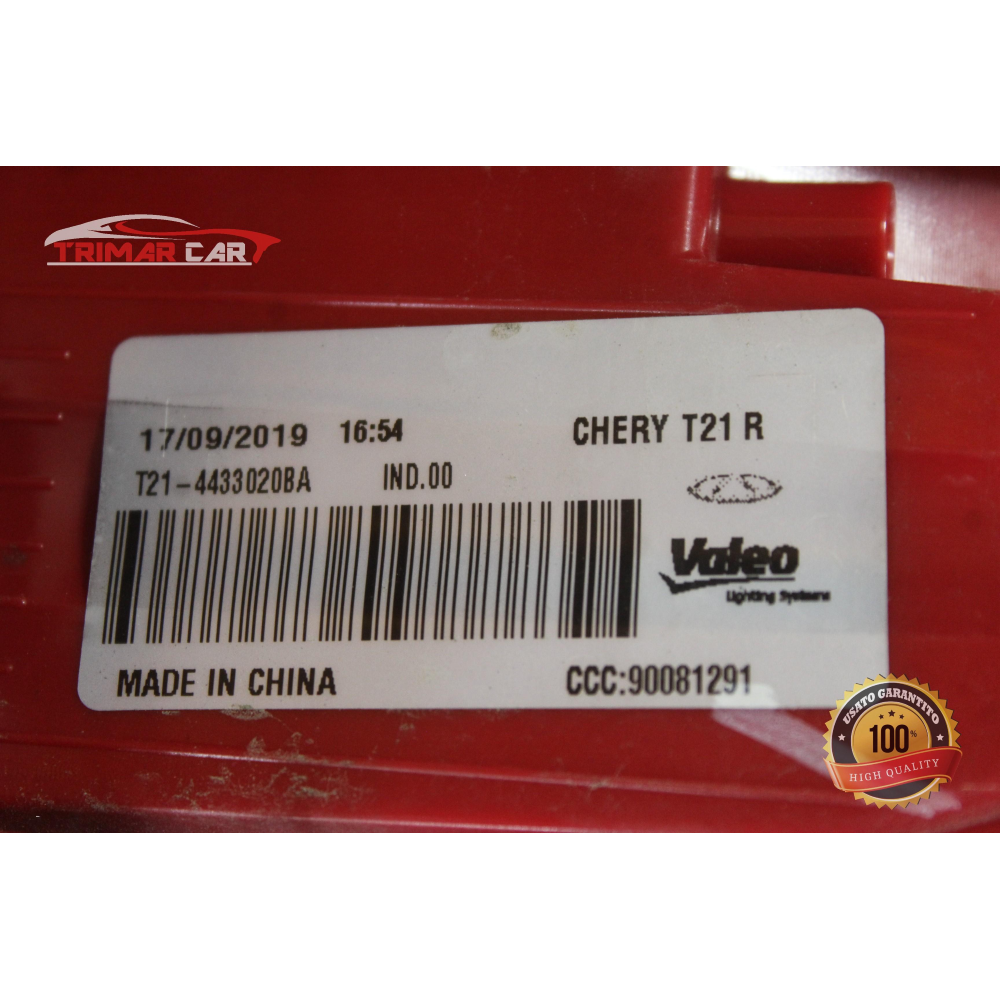 TRIMAR CAR
17/09/2019 16:54 CHERY T21 R
T21-4433020BA IND.00
Valeo
Lighting Systems
MADE IN CHINA CCC:90081291
USATO GARANTITO
100%
HIGH QUALITY